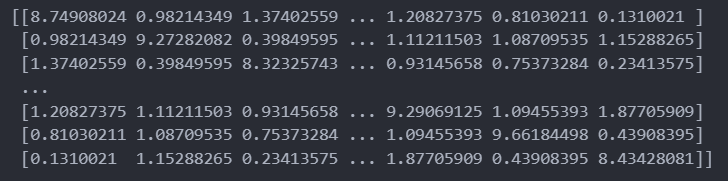 [[8.74908024 0.98214349 1.37402559 ... 1.20827375 0.81030211 0.1310021 ]
 [0.98214349 9.27282082 0.39849595 ... 1.11211503 1.08709535 1.15288265]
 [1.37402559 0.39849595 8.32325743 ... 0.93145658 0.75373284 0.23413575]
 ...
 [1.20827375 1.11211503 0.93145658 ... 9.29069125 1.09455393 1.87705909]
 [0.81030211 1.08709535 0.75373284 ... 1.09455393 9.66184498 0.43908395]
 [0.1310021  1.15288265 0.23413575 ... 1.87705909 0.43908395 8.43428081]]